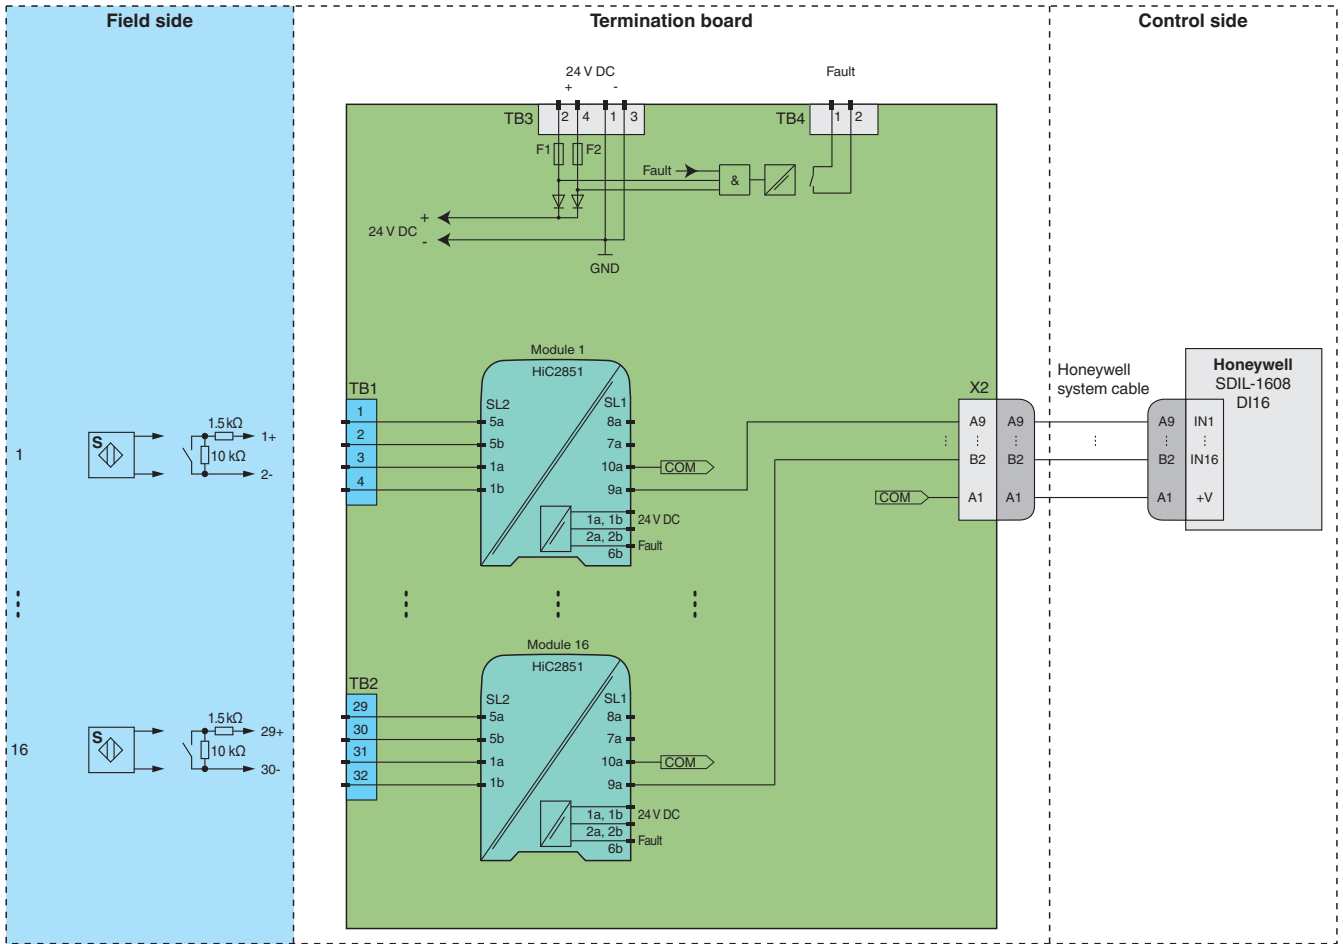 Field side
Termination board
Control side
24 V DC
+ -
Fault
TB3
2 4 1 3
TB4
1 2
F1 F2
Fault
&
+
24 V DC
-
GND
Module 1
HiC2851
TB1
1
2
3
4
SL2
5a
5b
1a
1b
SL1
8a
7a
10a
9a
COM
1a, 1b
2a, 2b
6b
24 V DC
Fault
1
S
1.5 kΩ
10 kΩ
1+
2-
X2
A9 A9
B2 B2
COM
A1 A1
Honeywell
system cable
A9 IN1
B2 IN16
A1 +V
Honeywell
SDIL-1608
DI16
Module 16
HiC2851
TB2
29
30
31
32
SL2
5a
5b
1a
1b
SL1
8a
7a
10a
9a
COM
1a, 1b
2a, 2b
6b
24 V DC
Fault
16
S
1.5 kΩ
10 kΩ
29+
30-